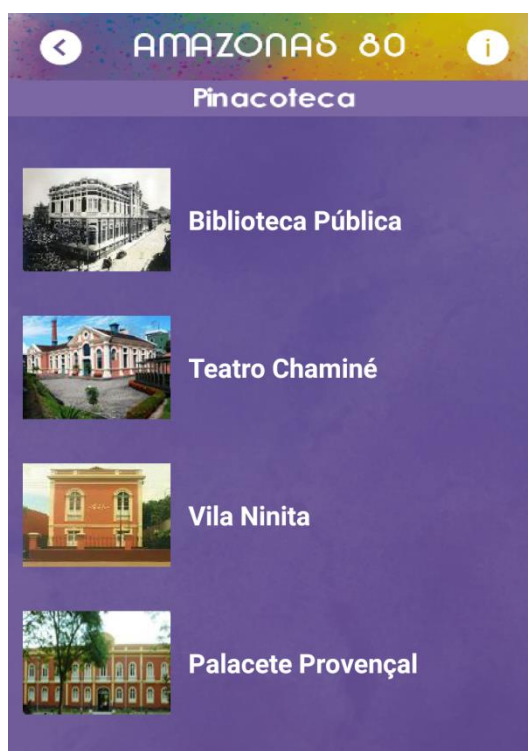 AMAZONAS 80
i
Pinacoteca
Biblioteca Pública
Teatro Chaminé
Vila Ninita
Palacete Provençal